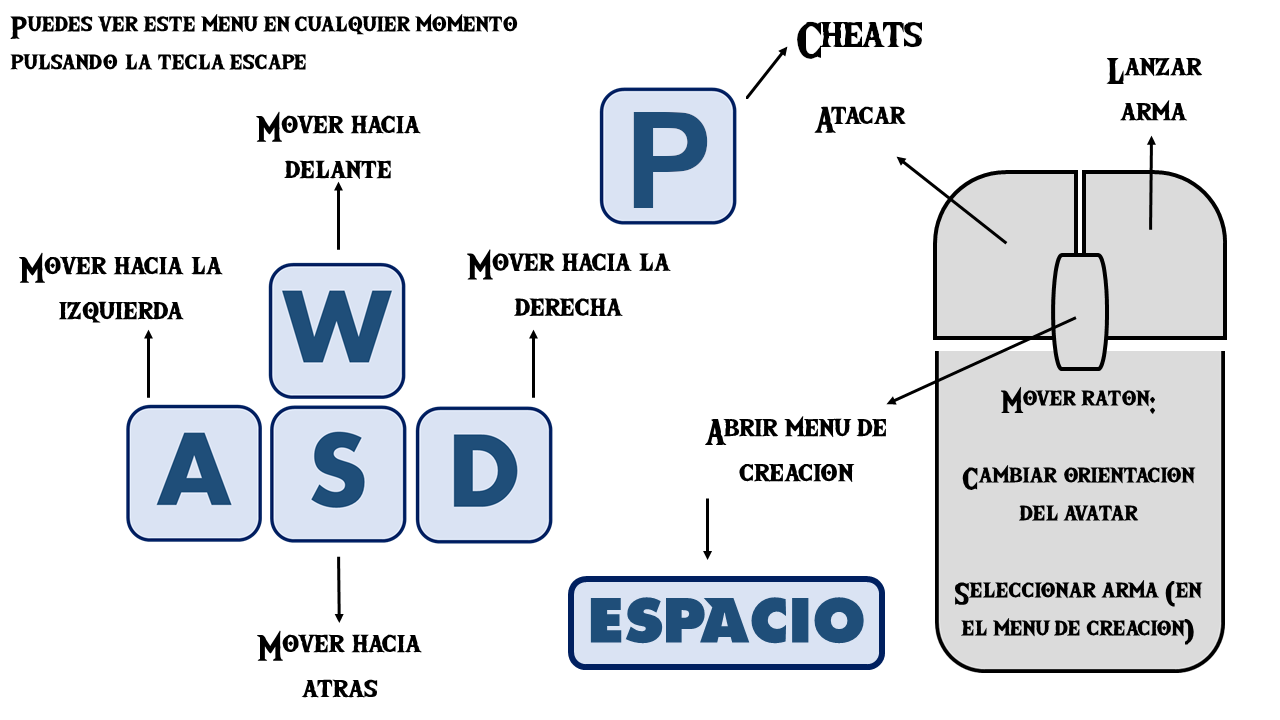 Puedes ver este menu en cualquier momento
pulsando la tecla escape
Cheats
Lanzar
arma
Atacar
P
Mover hacia
delante
Mover hacia la
izquierda
Mover hacia la
derecha
W
A
S
D
Mover hacia
atras
Abrir menu de
creacion
ESPACIO
Mover raton:
Cambiar orientacion
del avatar
Seleccionar arma (en
el menu de creacion)